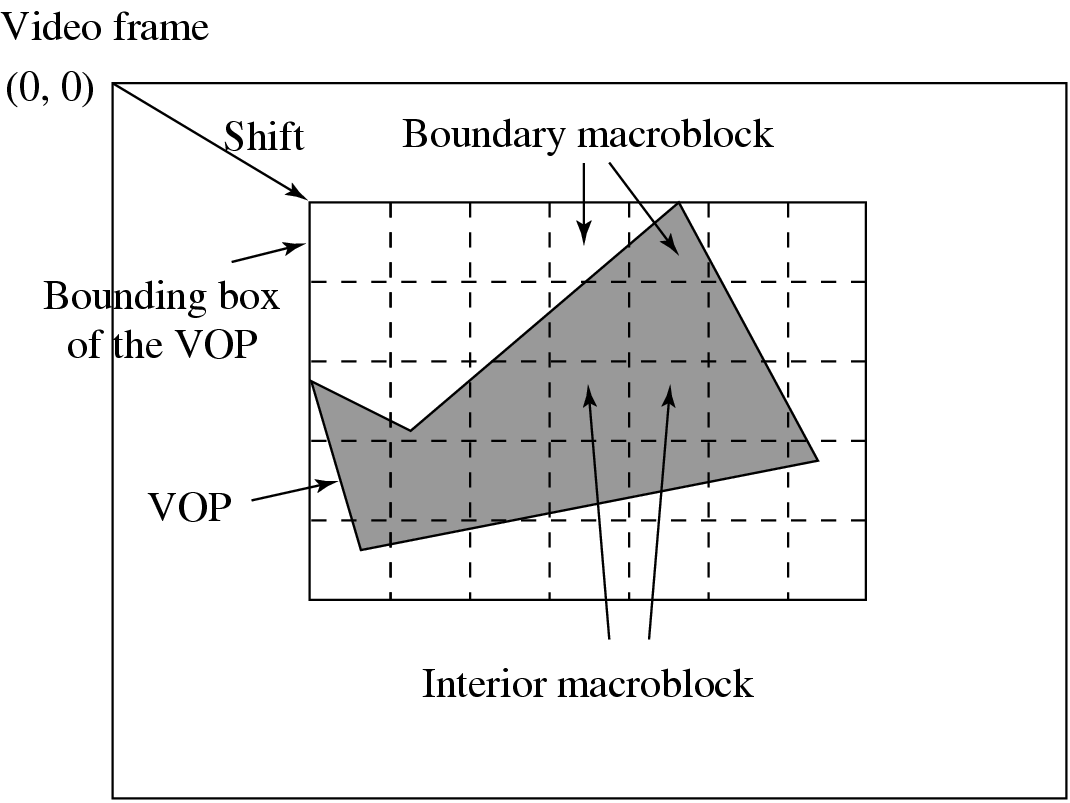 Video frame
(0, 0)
Shift
Boundary macroblock
Bounding box
of the VOP
VOP
Interior macroblock